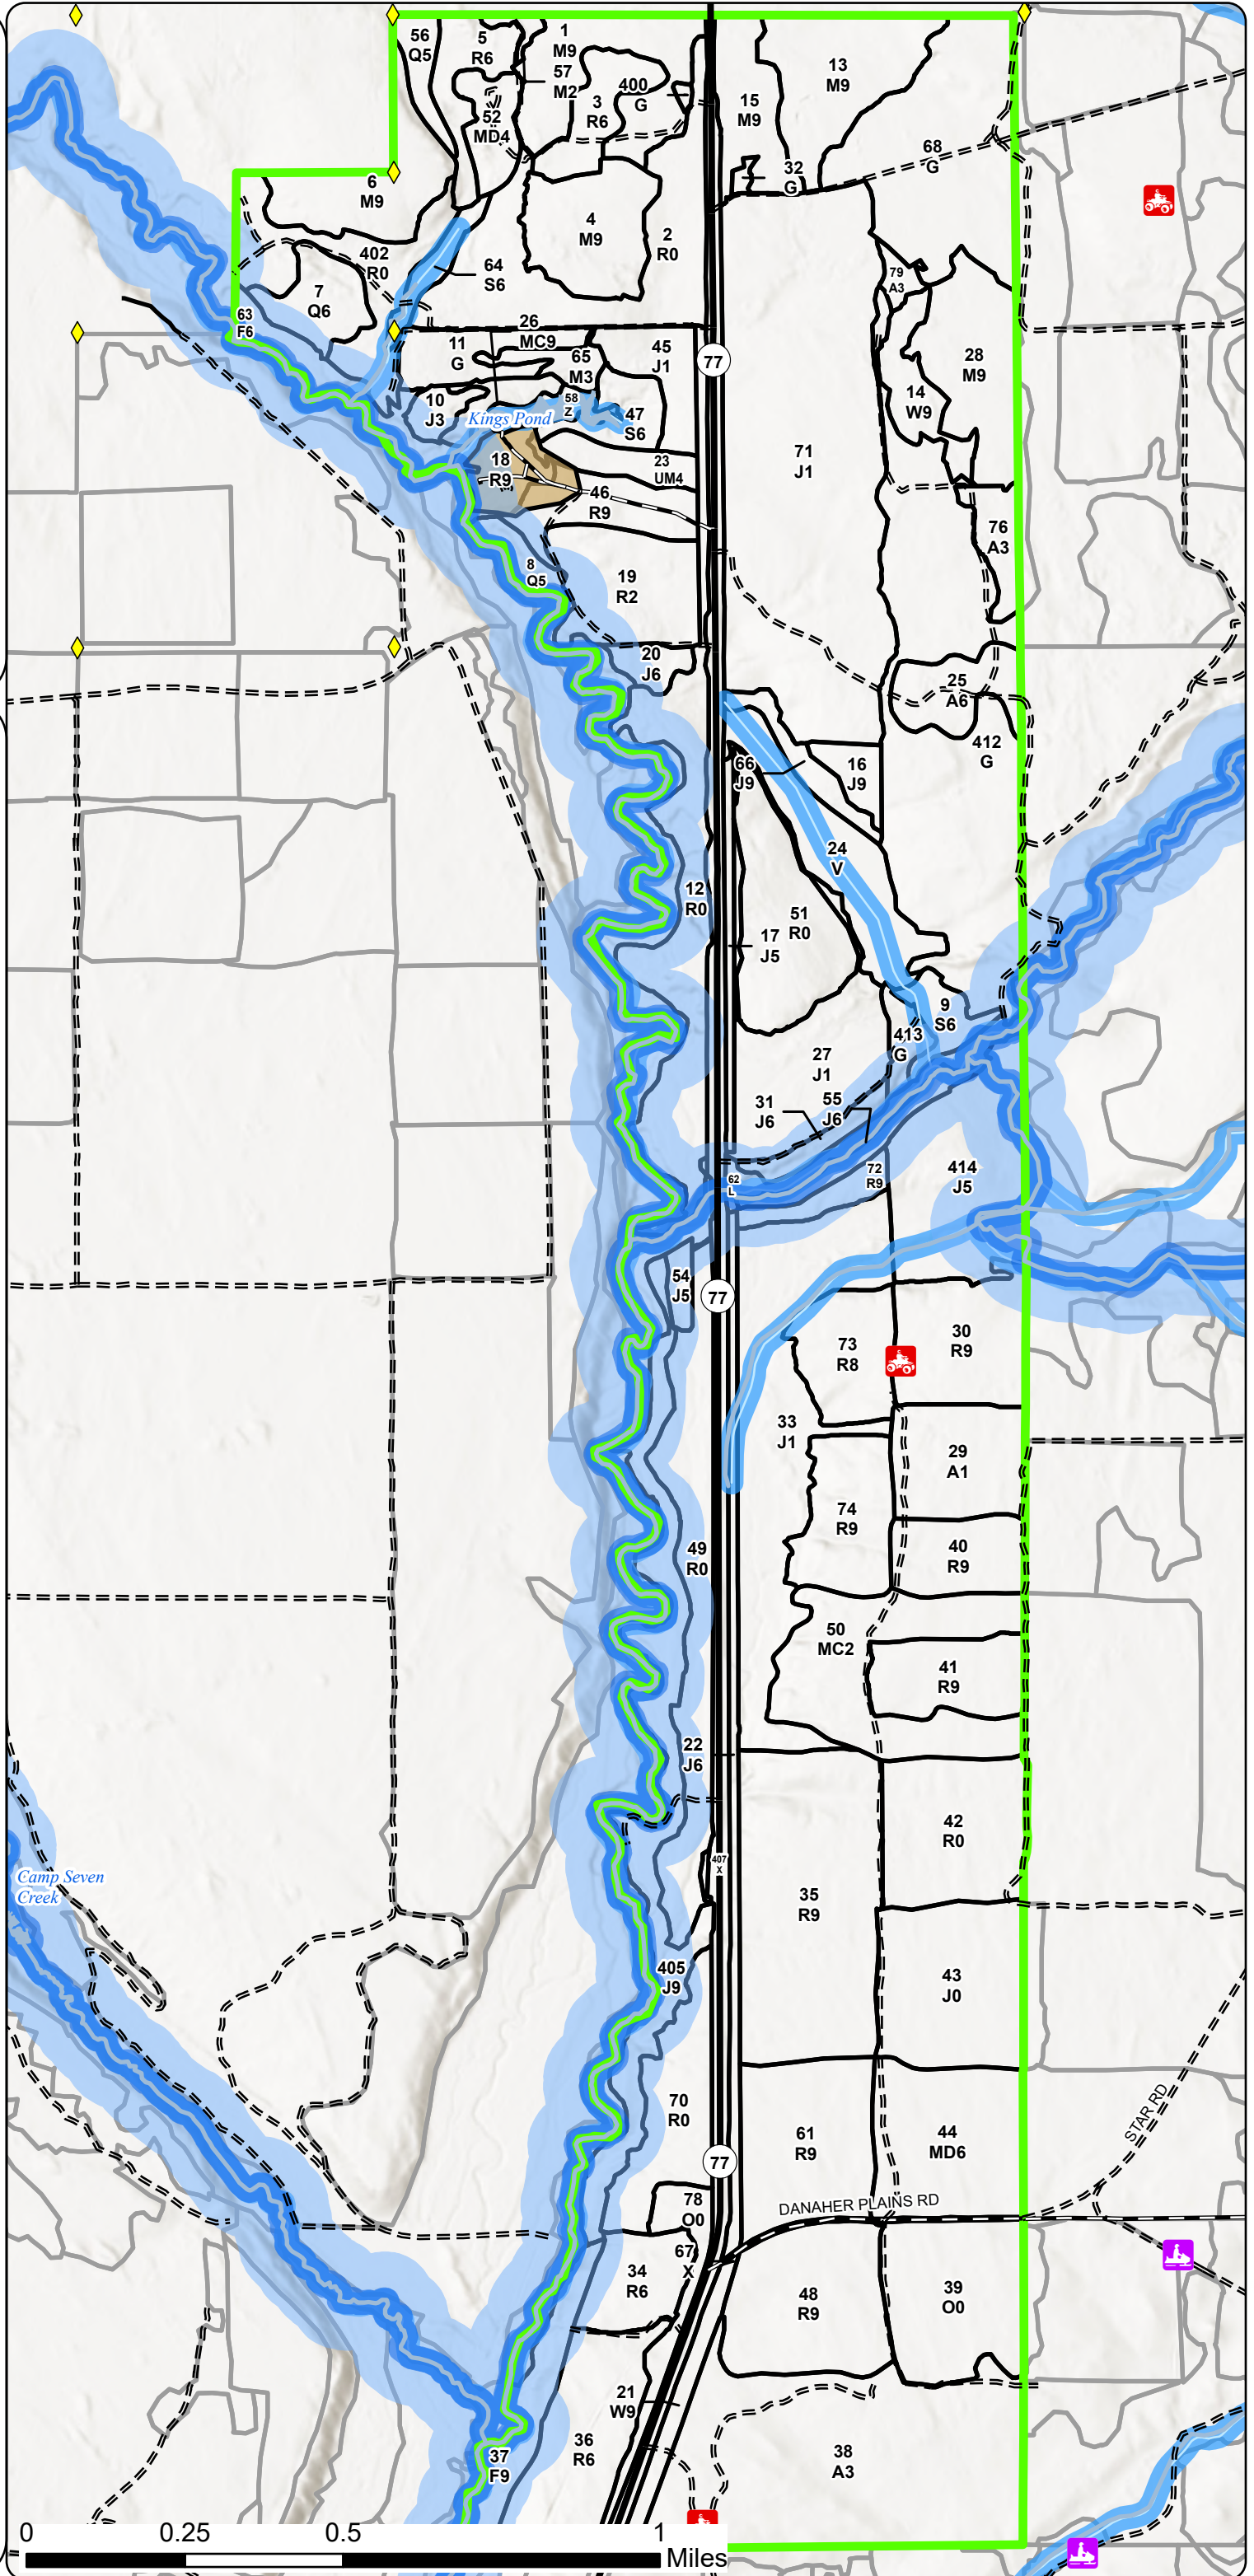 56
Q5
5
R6
1
M9
57
M2
400
G
3
R6
52
MD4
13
M9
15
M9
68
G
32
G
6
M9
4
M9
2
R0
402
R0
64
S6
7
Q6
79
A3
63
F6
26
MC9
11
G
65
M3
45
J1
77
28
M9
14
W9
10
J3
58
Z
Kings Pond
47
S6
71
J1
18
R9
23
UM4
46
R9
76
A3
8
Q5
19
R2
20
J6
25
A6
412
G
66
J9
16
J9
24
V
12
R0
51
R0
17
J5
9
S6
413
G
27
J1
31
J6
55
J6
62
L
72
R9
414
J5
54
J5
77
73
R8
30
R9
33
J1
29
A1
74
R9
40
R9
49
R0
50
MC2
41
R9
22
J6
42
R0
407
X
Camp Seven
Creek
35
R9
405
J9
43
J0
70
R0
61
R9
44
MD6
STAR RD
77
78
O0
DANAHER PLAINS RD
67
X
34
R6
48
R9
39
O0
21
W9
36
R6
37
F9
38
A3
0 0.25 0.5 1
Miles